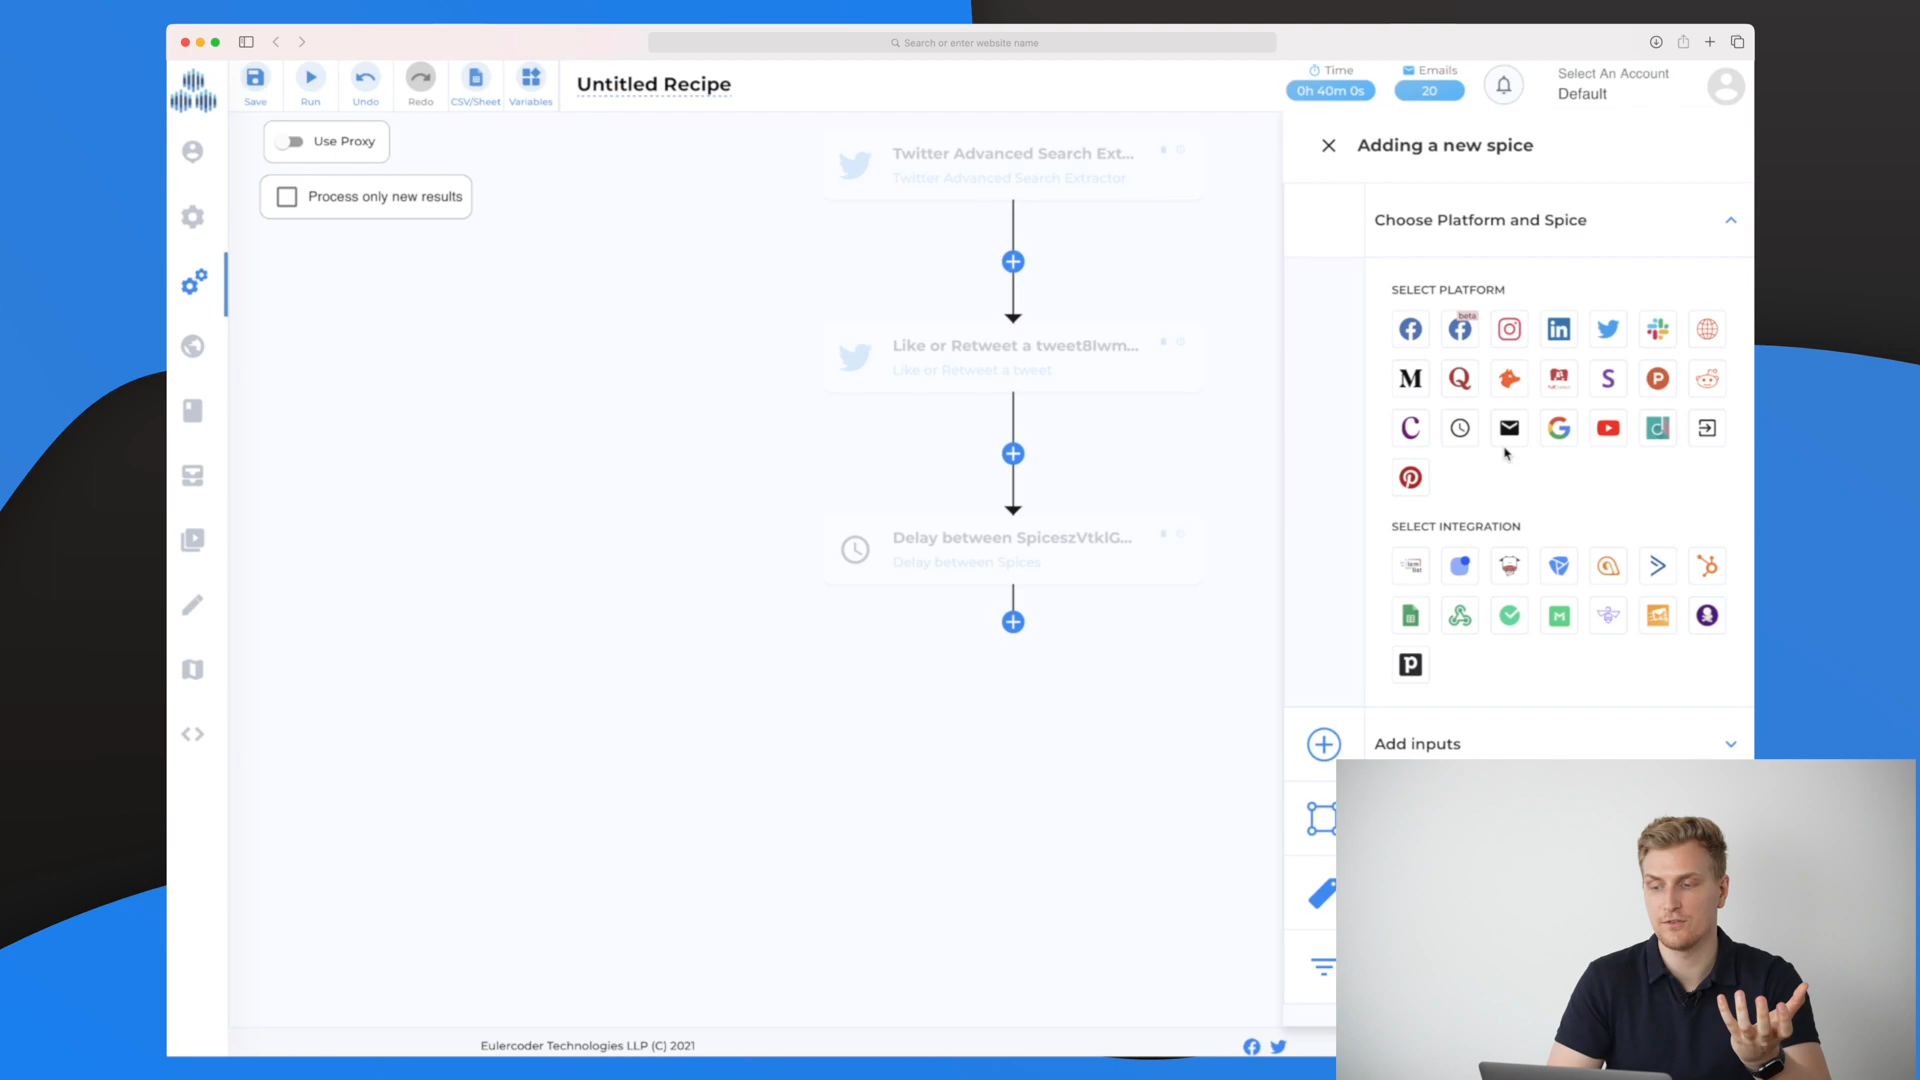 Search or enter website name
Save
Run
Undo
Redo
CSV/Sheet
Variables
Untitled Recipe
Time
0h 40m 0s
Emails
20
Select An Account
Default
Use Proxy
Process only new results
Twitter Advanced Search Ext...
Twitter Advanced Search Extractor
Like or Retweet a tweet8Iwm...
Like or Retweet a tweet
Delay between SpiceszVtkIG...
Delay between Spices
Adding a new spice
Choose Platform and Spice
SELECT PLATFORM
beta
SELECT INTEGRATION
Add inputs
Eulercoder Technologies LLP (C) 2021